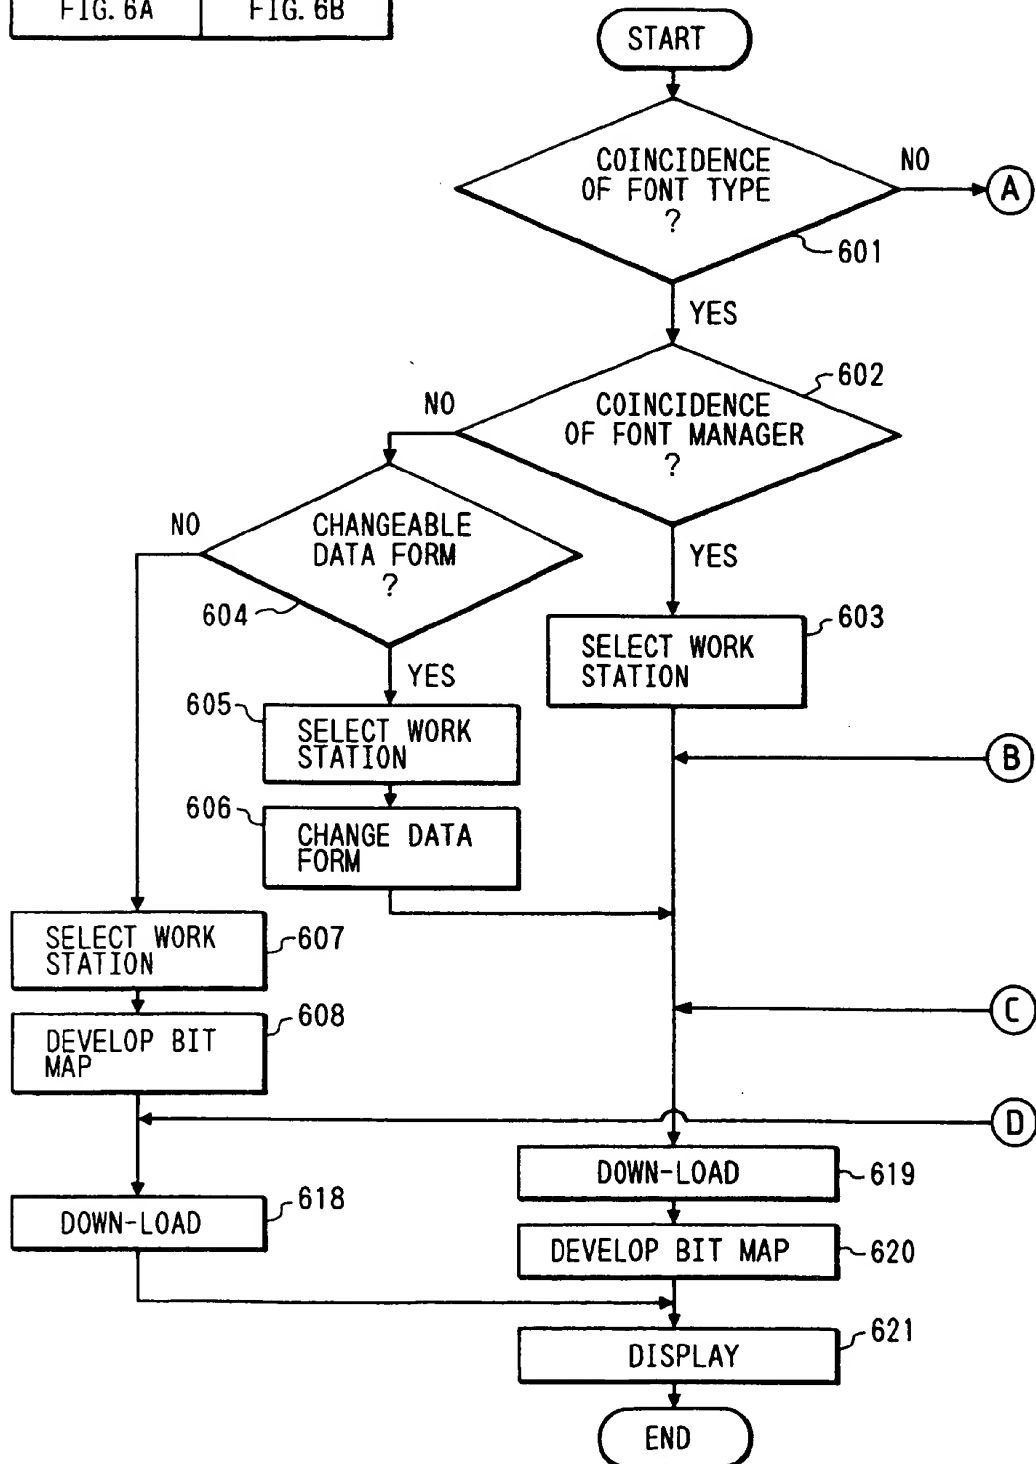 FIG. 6A
FIG. 6B
START
COINCIDENCE
OF FONT TYPE
?
NO
A
601
YES
602
NO
COINCIDENCE
OF FONT MANAGER
?
NO
CHANGEABLE
DATA FORM
?
YES
604
603
SELECT WORK
STATION
YES
605
SELECT WORK
STATION
B
606
CHANGE DATA
FORM
607
SELECT WORK
STATION
C
608
DEVELOP BIT
MAP
D
DOWN-LOAD
619
618
DOWN-LOAD
DEVELOP BIT MAP
620
621
DISPLAY
END